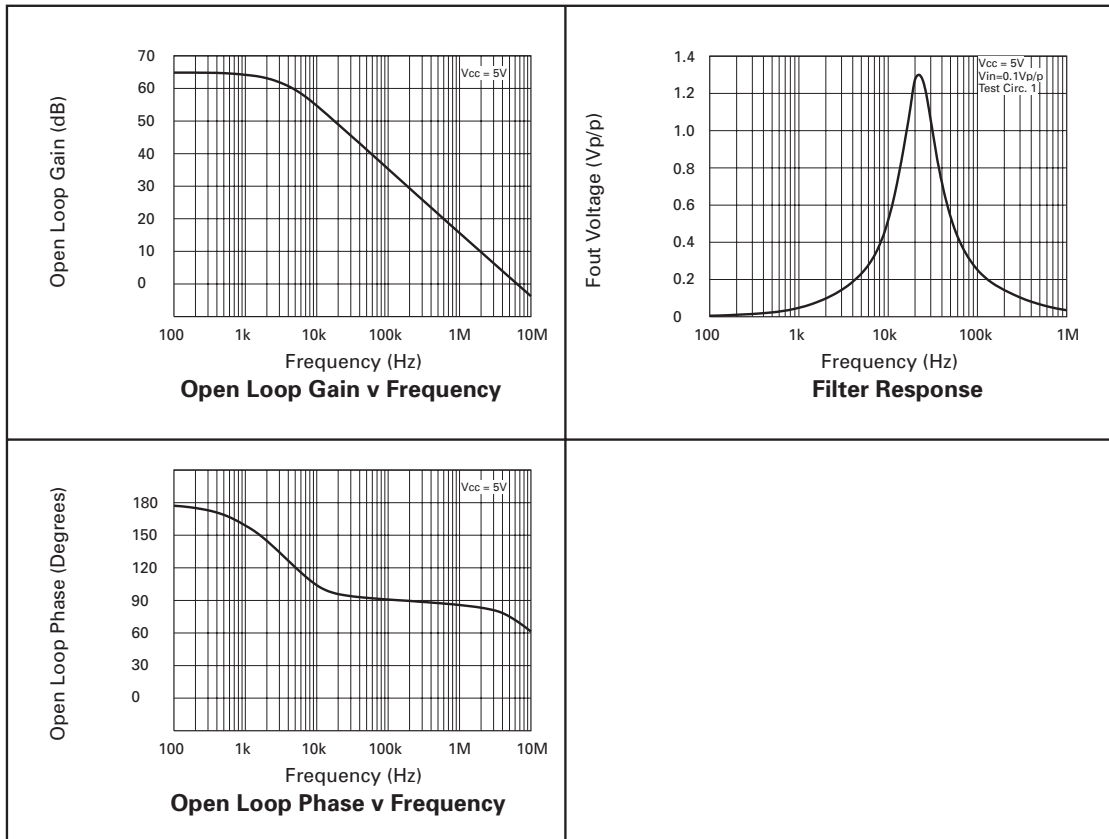 70
60
50
40
30
20
10
0
Open Loop Gain (dB)
Vcc = 5V
100 1k 10k 100k 1M 10M
Frequency (Hz)
Open Loop Gain v Frequency
1.4
1.2
1.0
0.8
0.6
0.4
0.2
0
Fout Voltage (Vp/p)
Vcc = 5V
Vin=0.1Vp/p
Test Circ. 1
100 1k 10k 100k 1M
Frequency (Hz)
Filter Response
180
150
120
90
60
30
0
Open Loop Phase (Degrees)
Vcc = 5V
100 1k 10k 100k 1M 10M
Frequency (Hz)
Open Loop Phase v Frequency